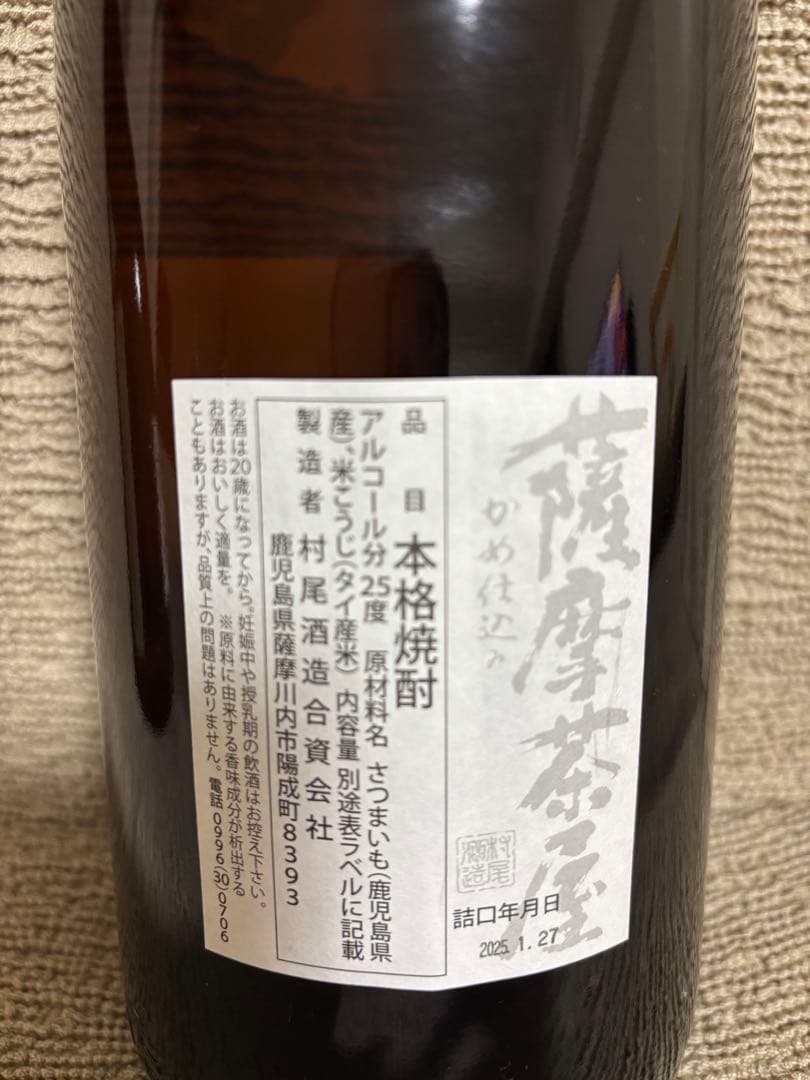 薩摩茶屋
かめ仕込み
村尾
酒造
詰口年月日
2025. 1. 27
品目 本格焼酎
アルコール分 25度 原材料名 さつまいも(鹿児島県
産)、米こうじ(タイ産米) 内容量 別途表ラベルに記載
製造者 村尾酒造合資会社
鹿児島県薩摩川内市陽成町8393
お酒は20歳になってから。妊娠中や授乳期の飲酒はお控え下さい。
お酒はおいしく適量を。 ※原料に由来する香味成分が析出する
こともありますが、品質上の問題はありません。 電話 0996(30)0706